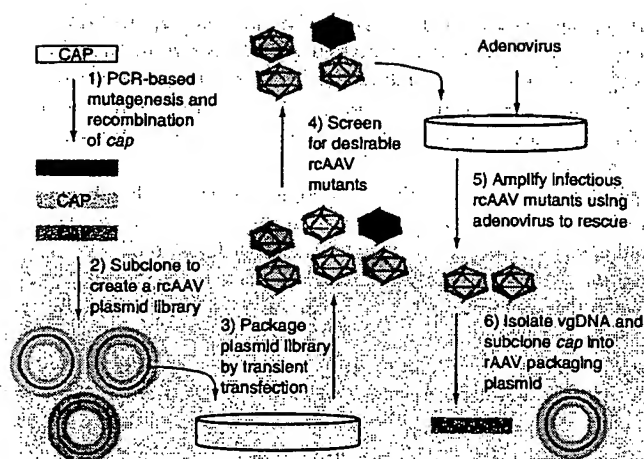 CAP
1) PCR-based
mutagenesis and
recombination
of cap
CAP
CAP
2) Subclone to
create a rcAAV
plasmid library
3) Package
plasmid library
by transient
transfection
4) Screen
for desirable
rcAAV
mutants
Adenovirus
5) Amplify infectious
rcAAV mutants using
adenovirus to rescue
6) Isolate vgDNA and
subclone cap into
rAAV packaging
plasmid